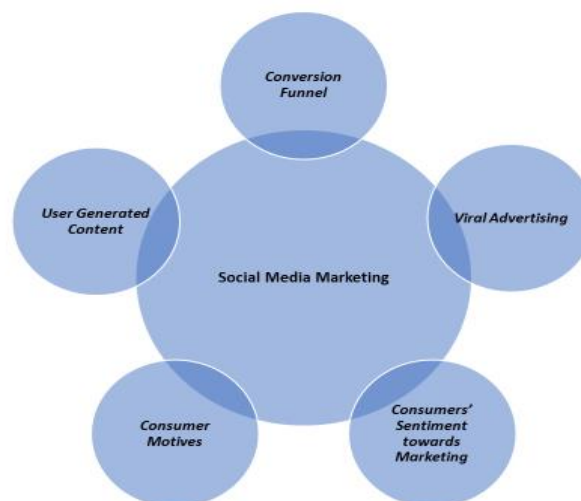 Conversion
Funnel
User Generated
Content
Viral Advertising
Social Media Marketing
Consumer
Motives
Consumers’
Sentiment
towards
Marketing